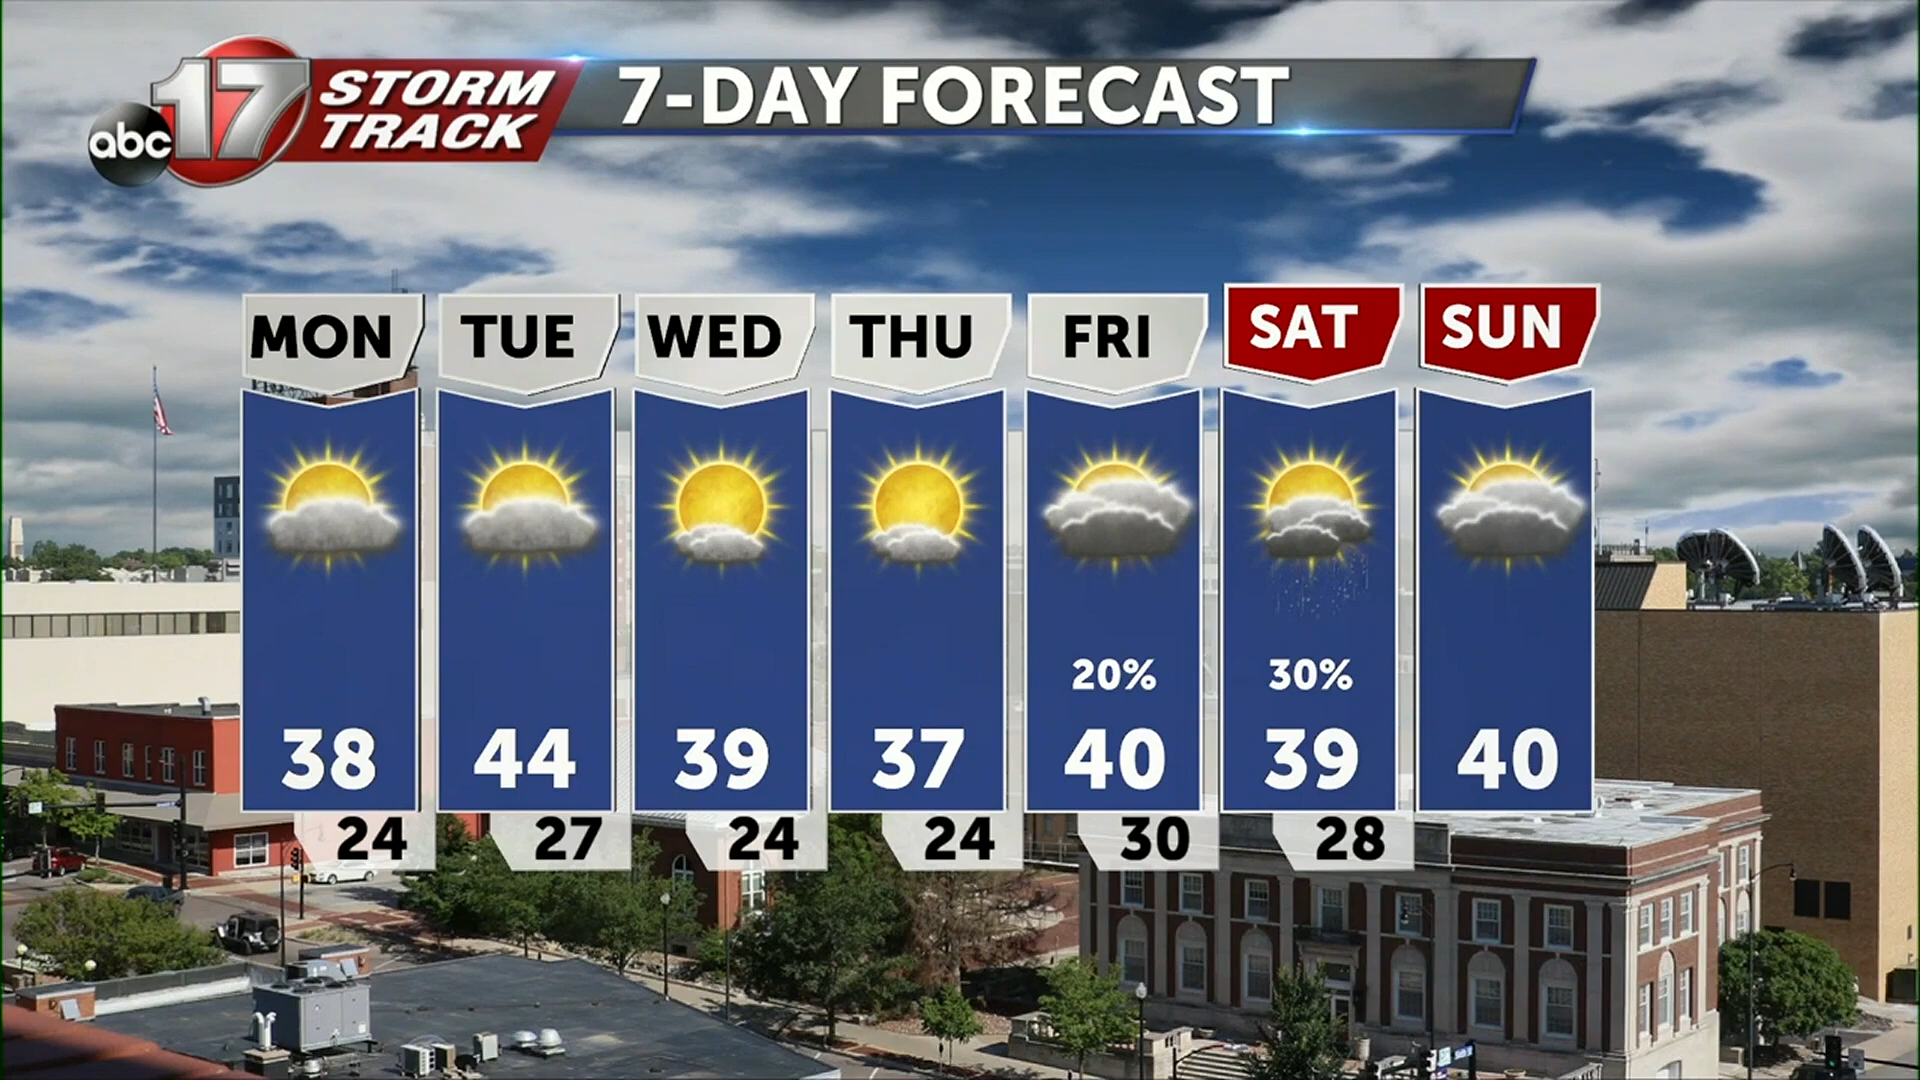 abc 17 STORM TRACK
7-DAY FORECAST
MON TUE WED THU FRI SAT SUN
20% 30%
38 44 39 37 40 39 40
24 27 24 24 30 28